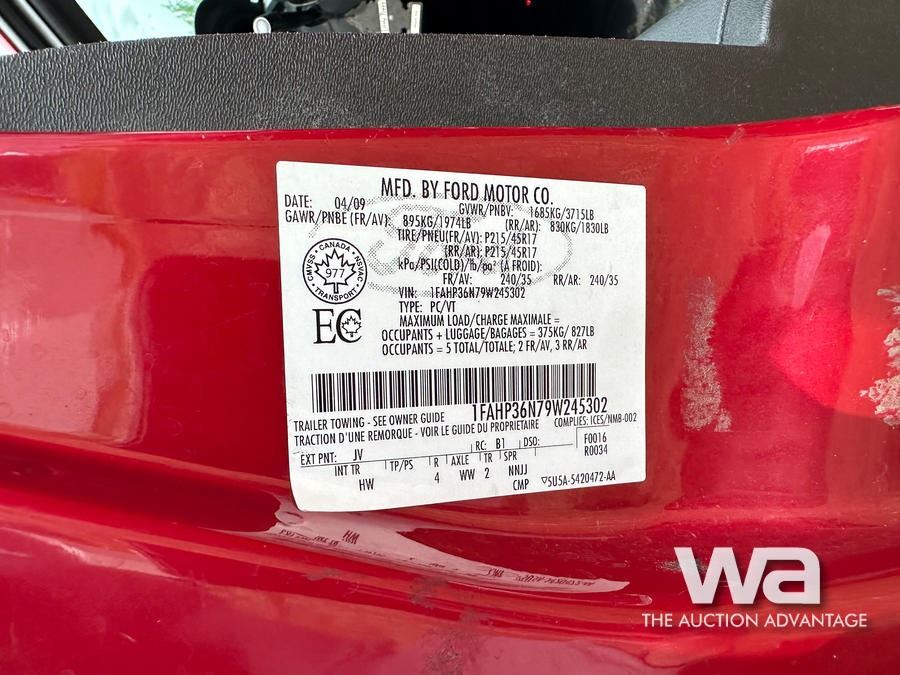 MFD. BY FORD MOTOR CO.
DATE: 04/09 GVWR/PNBV: 1685KG/3715LB
GAWR/PNBE (FR/AV): 895KG/1974LB (RR/AR): 830KG/1830LB
TIRE/PNEU(FR/AV): P215/45R17
(RR/AR): P215/45R17
kPa/PSI(COLD)/lb/po² (A FROID):
FR/AV: 240/35 RR/AR: 240/35
VIN: 1FAHP36N79W245302
TYPE: PC/VT
MAXIMUM LOAD/CHARGE MAXIMALE =
OCCUPANTS + LUGGAGE/BAGAGES = 375KG/ 827LB
OCCUPANTS = 5 TOTAL/TOTALE; 2 FR/AV, 3 RR/AR
CMVSS · CANADA · NSVAC
977
TRANSPORT
EC
1FAHP36N79W245302
TRAILER TOWING - SEE OWNER GUIDE COMPLIES: ICES/NMB-002
TRACTION D'UNE REMORQUE - VOIR LE GUIDE DU PROPRIETAIRE
EXT PNT: JV RC: B1 DSO: F0016
R0034
INT TR TP/PS R AXLE TR SPR
HW 4 WW 2 NNJJ
CMP ▽5U5A-5420472-AA
wa
THE AUCTION ADVANTAGE